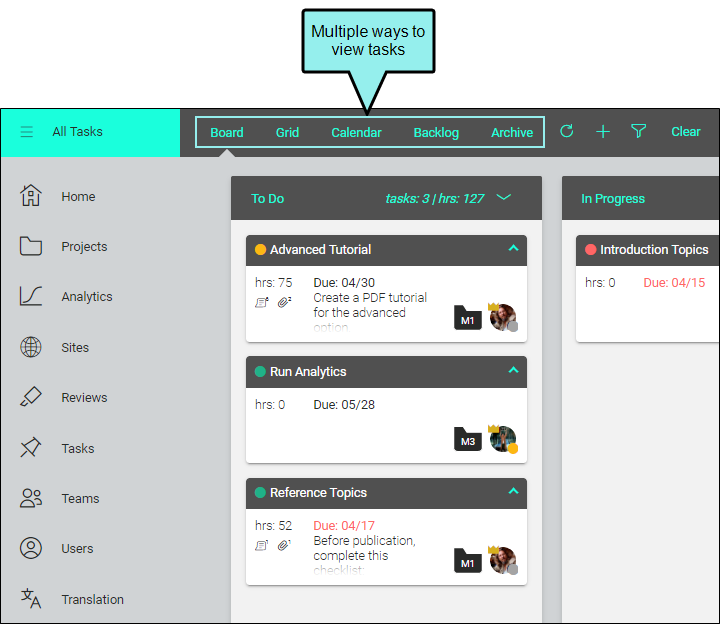 Multiple ways to
view tasks
All Tasks
Board Grid Calendar Backlog Archive Clear
Home
Projects
Analytics
Sites
Reviews
Tasks
Teams
Users
Translation
To Do tasks: 3 | hrs: 127
Advanced Tutorial
hrs: 75 Due: 04/30
Create a PDF tutorial
for the advanced
option
M1
Run Analytics
hrs: 0 Due: 05/28
M3
Reference Topics
hrs: 52 Due: 04/17
1 1
Before publication,
complete this
checklist:
M1
In Progress
Introduction Topics
hrs: 0 Due: 04/15